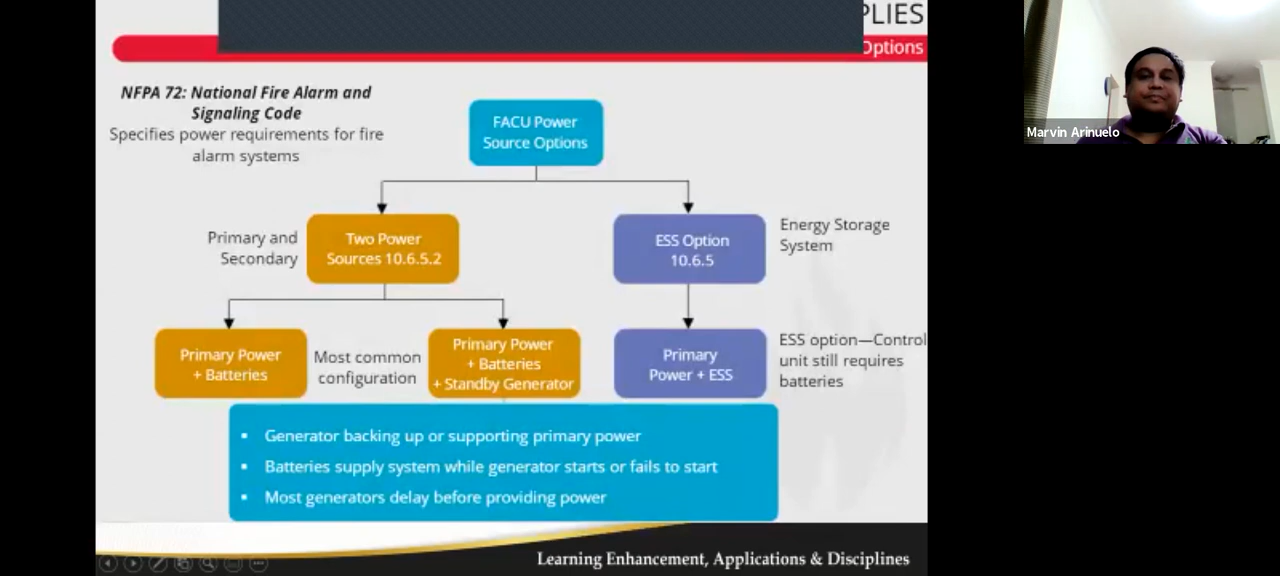 PLIES
Options
NFPA 72: National Fire Alarm and
Signaling Code
Specifies power requirements for fire
alarm systems
FACU Power
Source Options
Primary and
Secondary
Two Power
Sources 10.6.5.2
ESS Option
10.6.5
Energy Storage
System
Primary Power
+ Batteries
Most common
configuration
Primary Power
+ Batteries
+ Standby Generator
Primary
Power + ESS
ESS option—Control
unit still requires
batteries
▪ Generator backing up or supporting primary power
▪ Batteries supply system while generator starts or fails to start
▪ Most generators delay before providing power
Learning Enhancement, Applications & Disciplines
Marvin Arinuelo